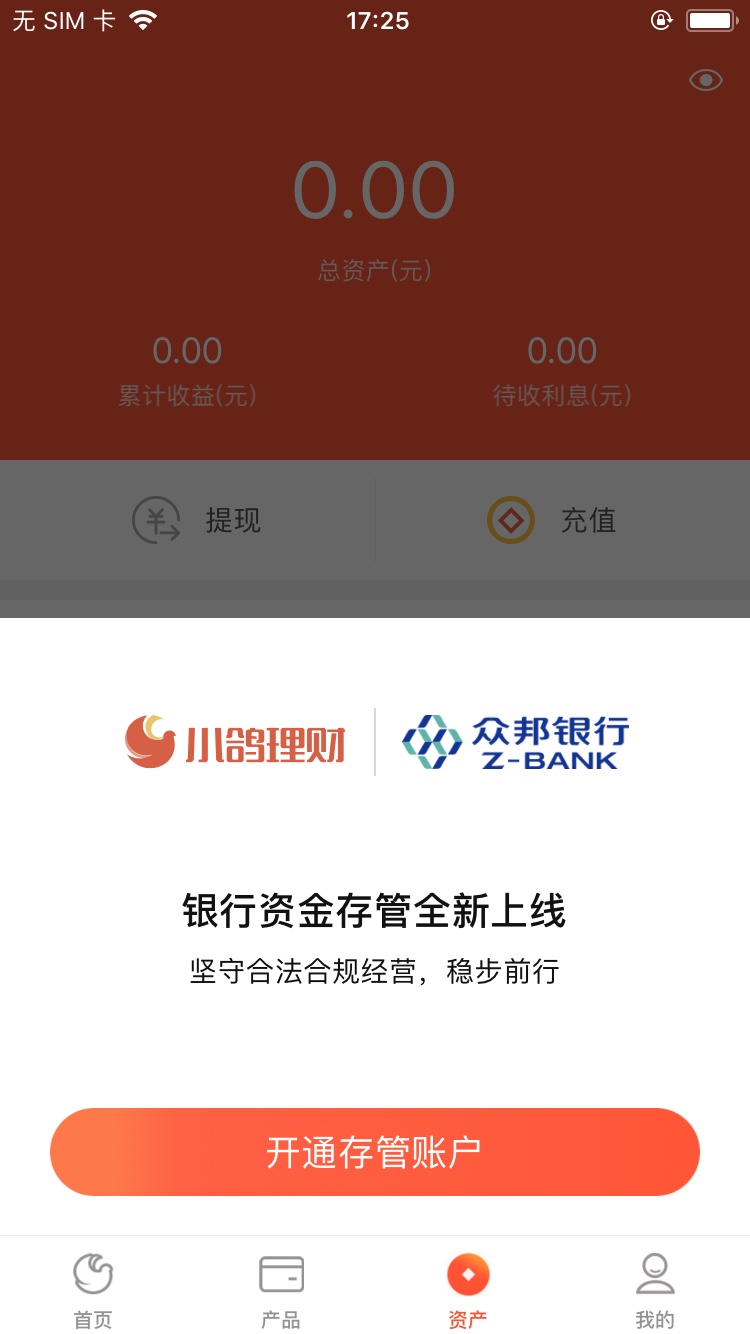 无 SIM 卡
17:25
0.00
总资产(元)
0.00
0.00
累计收益(元)
待收利息(元)
提现
充值
小鸽理财
众邦银行
Z-BANK
银行资金存管全新上线
坚守合法合规经营，稳步前行
开通存管账户
首页
产品
资产
我的